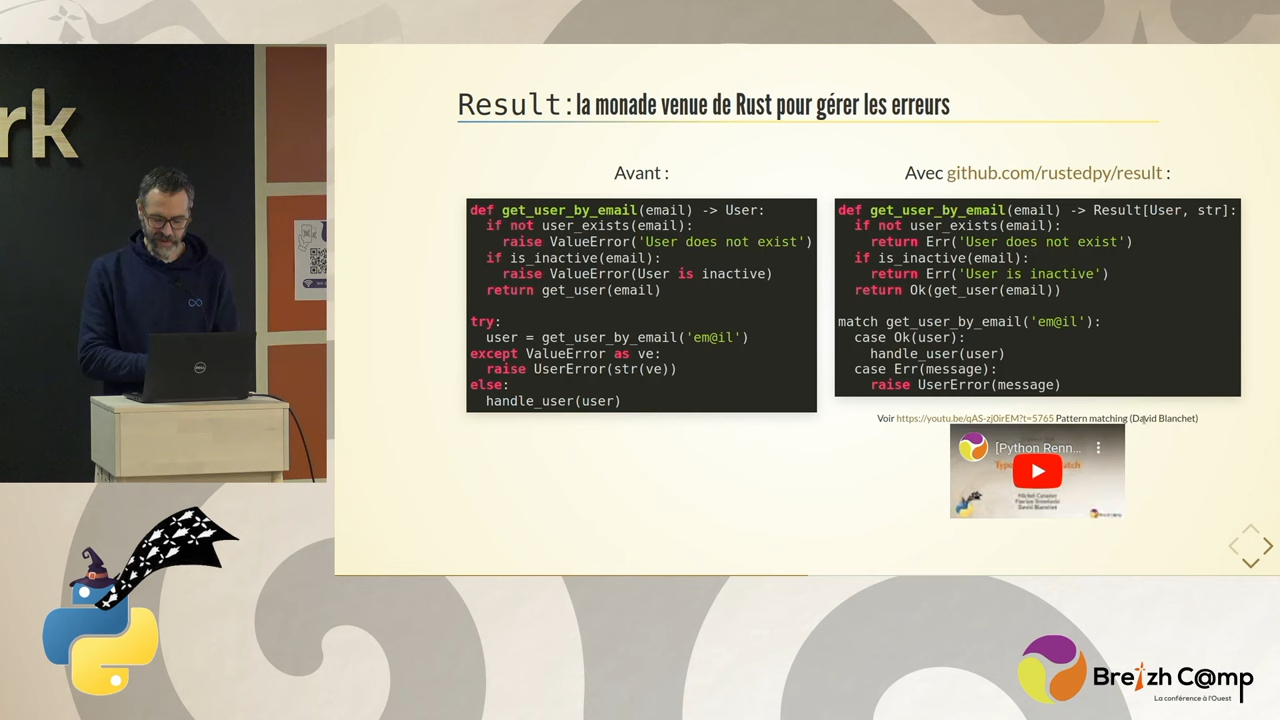 rk
Result: la monade venue de Rust pour gérer les erreurs
Avant :
def get_user_by_email(email) -> User:
  if not user_exists(email):
    raise ValueError('User does not exist')
  if is_inactive(email):
    raise ValueError(User is inactive)
  return get_user(email)
try:
  user = get_user_by_email('em@il')
except ValueError as ve:
  raise UserError(str(ve))
else:
  handle_user(user)
Avec github.com/rustedpy/result :
def get_user_by_email(email) -> Result[User, str]:
  if not user_exists(email):
    return Err('User does not exist')
  if is_inactive(email):
    return Err('User is inactive')
  return Ok(get_user(email))
match get_user_by_email('em@il'):
  case Ok(user):
    handle_user(user)
  case Err(message):
    raise UserError(message)
Voir https://youtu.be/qAS-zj0irEM?t=5765 Pattern matching (David Blanchet)
[Python Renn...
David Blanchet
DELL
Breizh C@mp
La conférence à l'Ouest